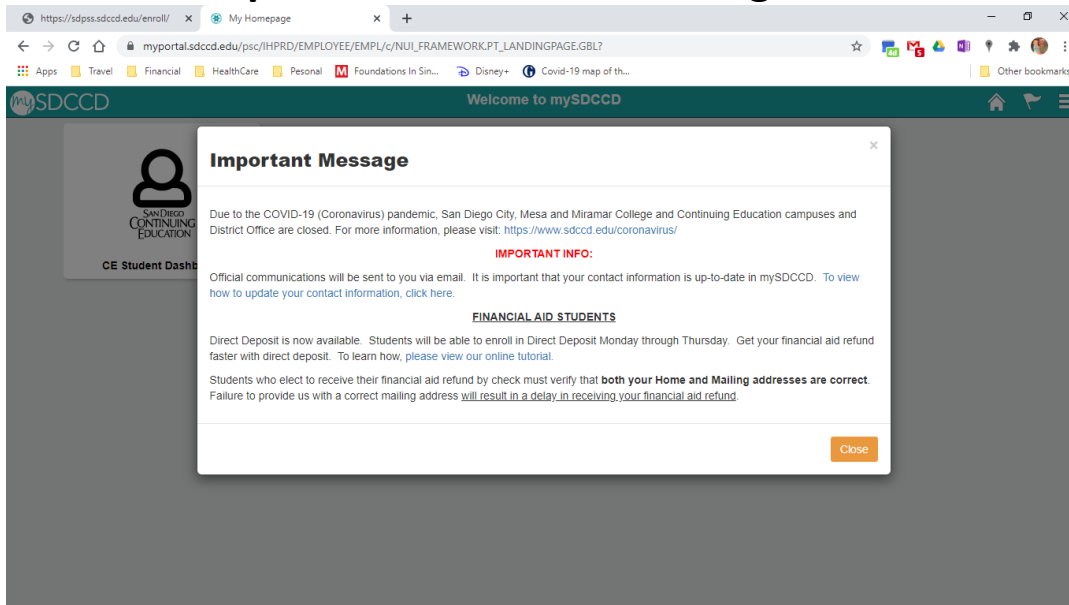 https://sdpss.sdccd.edu/enroll/
My Homepage
myportal.sdccd.edu/psc/IHPRD/EMPLOYEE/EMPL/c/NUI_FRAMEWORK.PT_LANDINGPAGE.GBL?
Apps Travel Financial HealthCare Pesonal Foundations In Sin... Disney+ Covid-19 map of th... Other bookmarks
mySDCCD Welcome to mySDCCD
Important Message
Due to the COVID-19 (Coronavirus) pandemic, San Diego City, Mesa and Miramar College and Continuing Education campuses and
District Office are closed. For more information, please visit: https://www.sdccd.edu/coronavirus/
IMPORTANT INFO:
Official communications will be sent to you via email. It is important that your contact information is up-to-date in mySDCCD. To view
how to update your contact information, click here.
FINANCIAL AID STUDENTS
Direct Deposit is now available. Students will be able to enroll in Direct Deposit Monday through Thursday. Get your financial aid refund
faster with direct deposit. To learn how, please view our online tutorial.
Students who elect to receive their financial aid refund by check must verify that both your Home and Mailing addresses are correct.
Failure to provide us with a correct mailing address will result in a delay in receiving your financial aid refund.
Close
SAN DIEGO
CONTINUING
EDUCATION
CE Student Dashb